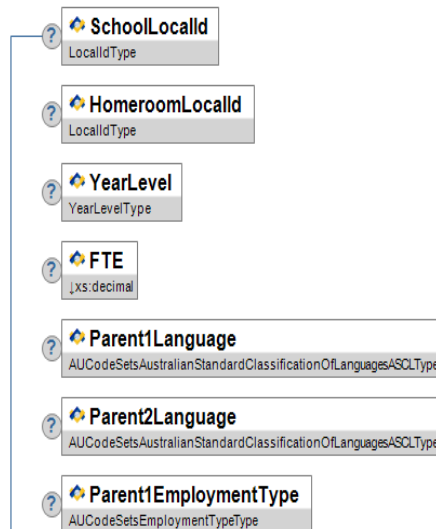 ? SchoolLocalId
LocalIdType
? HomeroomLocalId
LocalIdType
? YearLevel
YearLevelType
? FTE
↓xs:decimal
? Parent1Language
AUCodeSetsAustralianStandardClassificationOfLanguagesASCLType
? Parent2Language
AUCodeSetsAustralianStandardClassificationOfLanguagesASCLType
? Parent1EmploymentType
AUCodeSetsEmploymentTypeType